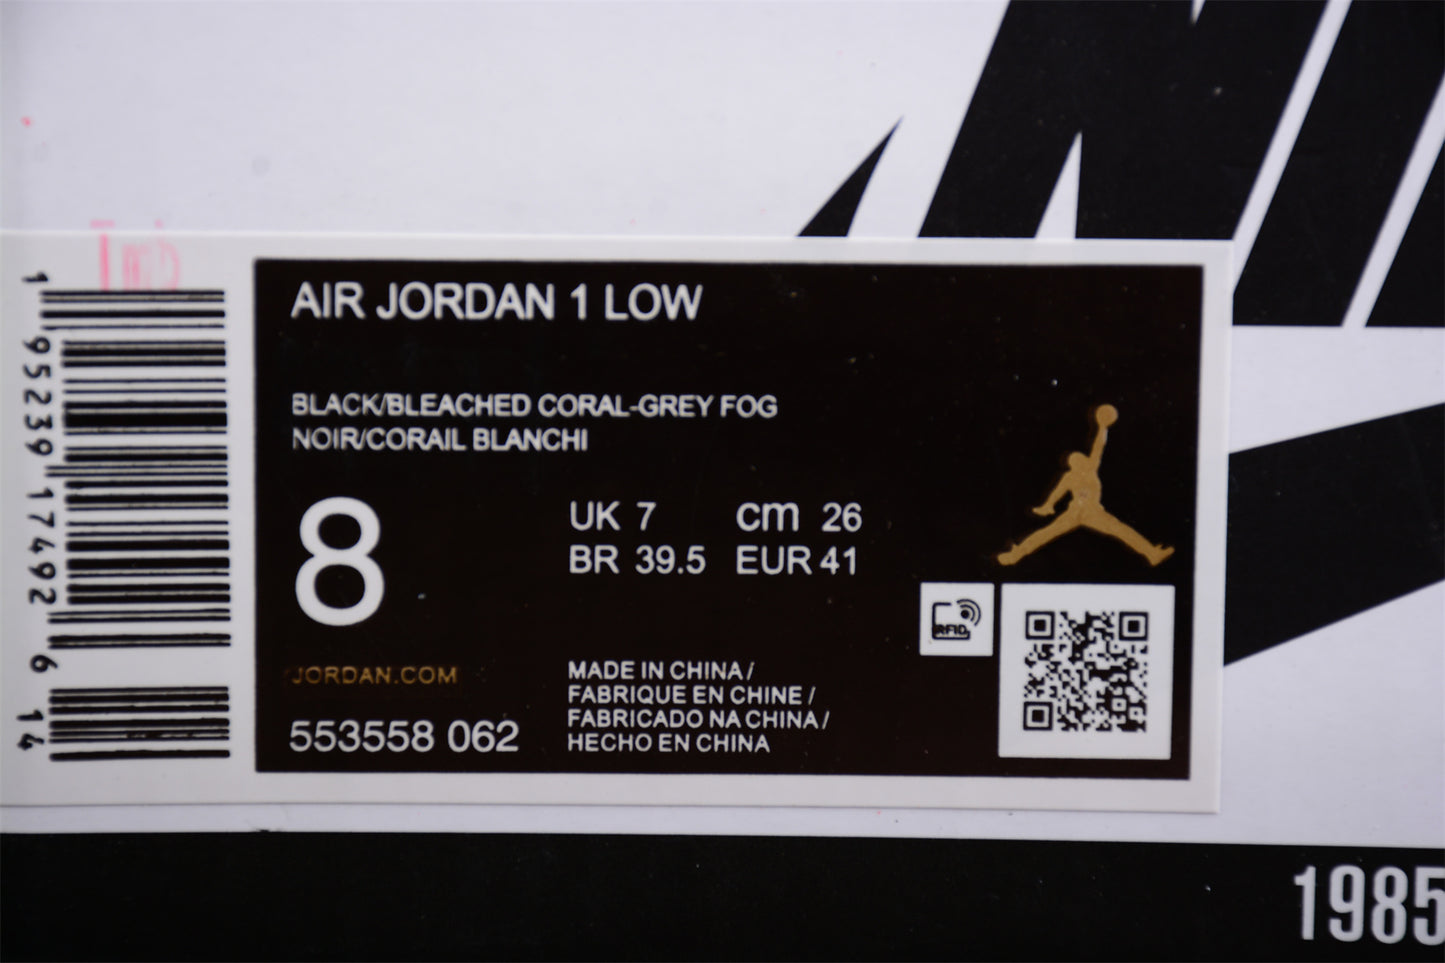 AIR JORDAN 1 LOW
BLACK/BLEACHED CORAL-GREY FOG
NOIR/CORAIL BLANCHI
8
UK 7 cm 26
BR 39.5 EUR 41
RFID
JORDAN.COM
553558 062
MADE IN CHINA /
FABRIQUE EN CHINE /
FABRICADO NA CHINA /
HECHO EN CHINA
1 95239 17492 6 14
1985